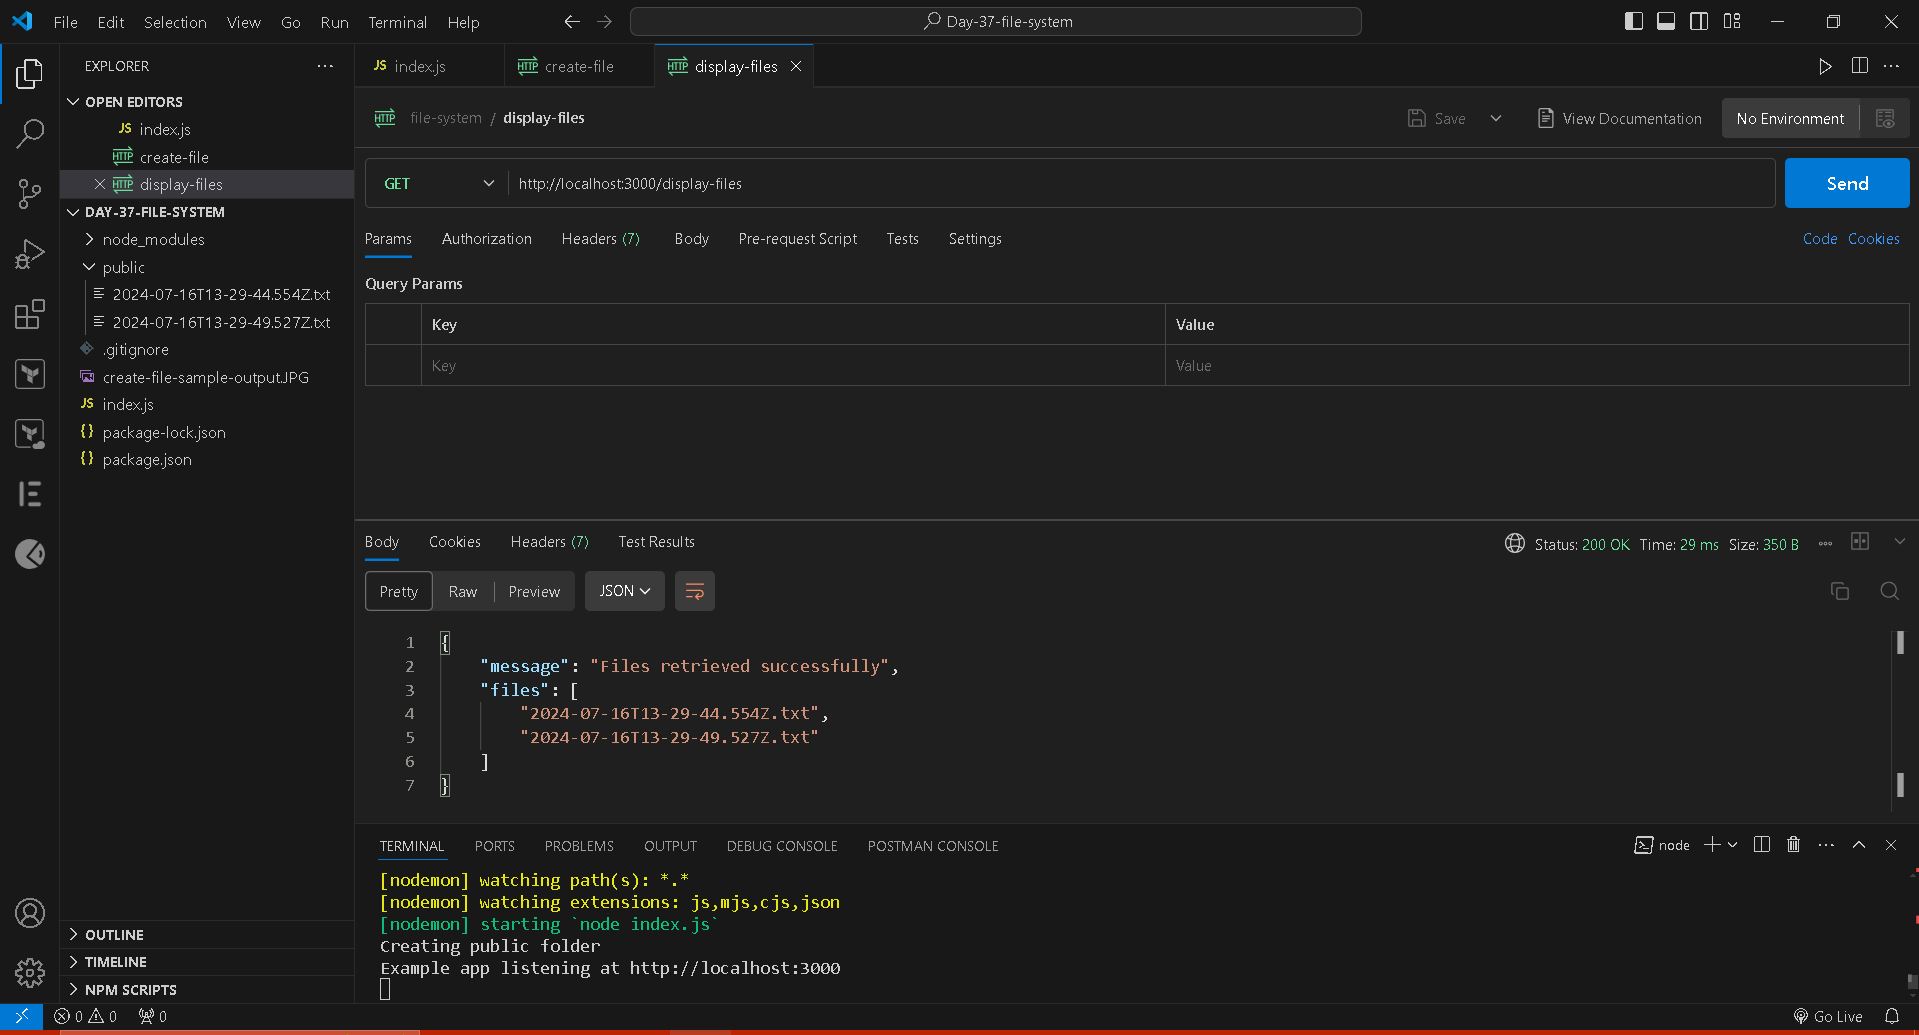 File Edit Selection View Go Run Terminal Help
Day-37-file-system
EXPLORER
OPEN EDITORS
JS index.js
HTTP create-file
HTTP display-files
DAY-37-FILE-SYSTEM
node_modules
public
2024-07-16T13-29-44.554Z.txt
2024-07-16T13-29-49.527Z.txt
.gitignore
create-file-sample-output.JPG
JS index.js
{} package-lock.json
{} package.json
OUTLINE
TIMELINE
NPM SCRIPTS
JS index.js
HTTP create-file
HTTP display-files
HTTP file-system / display-files
Save
View Documentation
No Environment
GET http://localhost:3000/display-files
Send
Params Authorization Headers (7) Body Pre-request Script Tests Settings
Code Cookies
Query Params
Key Value
Key Value
Body Cookies Headers (7) Test Results
Status: 200 OK Time: 29 ms Size: 350 B
Pretty Raw Preview JSON
1 {
2 "message": "Files retrieved successfully",
3 "files": [
4 "2024-07-16T13-29-44.554Z.txt",
5 "2024-07-16T13-29-49.527Z.txt"
6 ]
7 }
TERMINAL PORTS PROBLEMS OUTPUT DEBUG CONSOLE POSTMAN CONSOLE
node
[nodemon] watching path(s): *.*
[nodemon] watching extensions: js,mjs,cjs,json
[nodemon] starting `node index.js`
Creating public folder
Example app listening at http://localhost:3000
0 0 0
Go Live